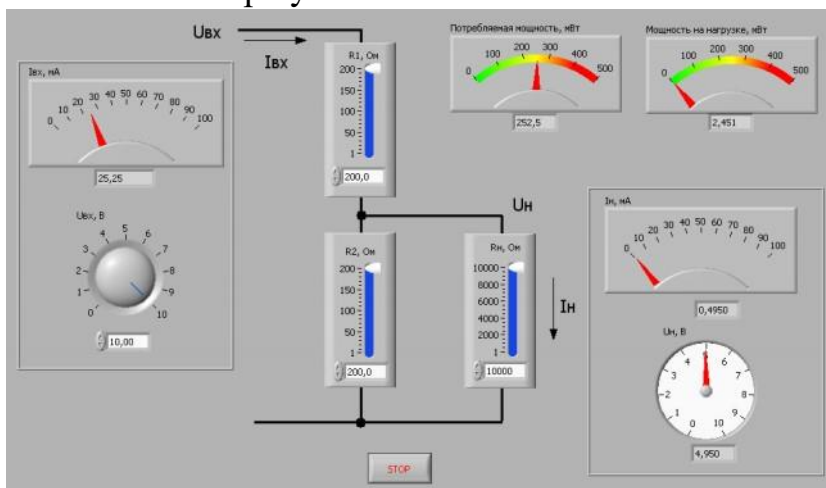 Uвх
Iвх
Потребляемая мощность, мВт
0 100 200 300 400 500
252,5
Мощность на нагрузке, мВт
0 100 200 300 400 500
2,451
Iвх, мА
0 10 20 30 40 50 60 70 80 90 100
25,25
Uвх, В
0 1 2 3 4 5 6 7 8 9 10
10,00
R1, Ом
200
150
100
50
1
200,0
Uн
R2, Ом
200
150
100
50
1
200,0
Rн, Ом
10000
8000
6000
4000
2000
1
10000
Iн
Iн, мА
0 10 20 30 40 50 60 70 80 90 100
0,4950
Uн, В
0 1 2 3 4 5 6 7 8 9 10
4,950
STOP